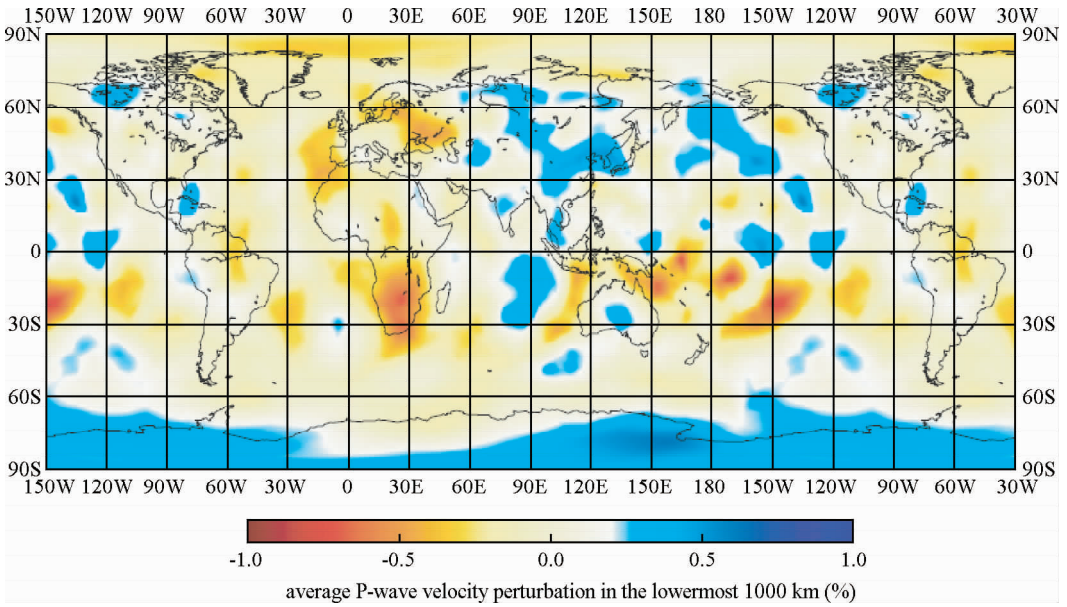 150W 120W 90W 60W 30W 0 30E 60E 90E 120E 150E 180 150W 120W 90W 60W 30W
90N 90N
60N 60N
30N 30N
0 0
30S 30S
60S 60S
90S 90S
150W 120W 90W 60W 30W 0 30E 60E 90E 120E 150E 180 150W 120W 90W 60W 30W
-1.0 -0.5 0.0 0.5 1.0
average P-wave velocity perturbation in the lowermost 1000 km (%)